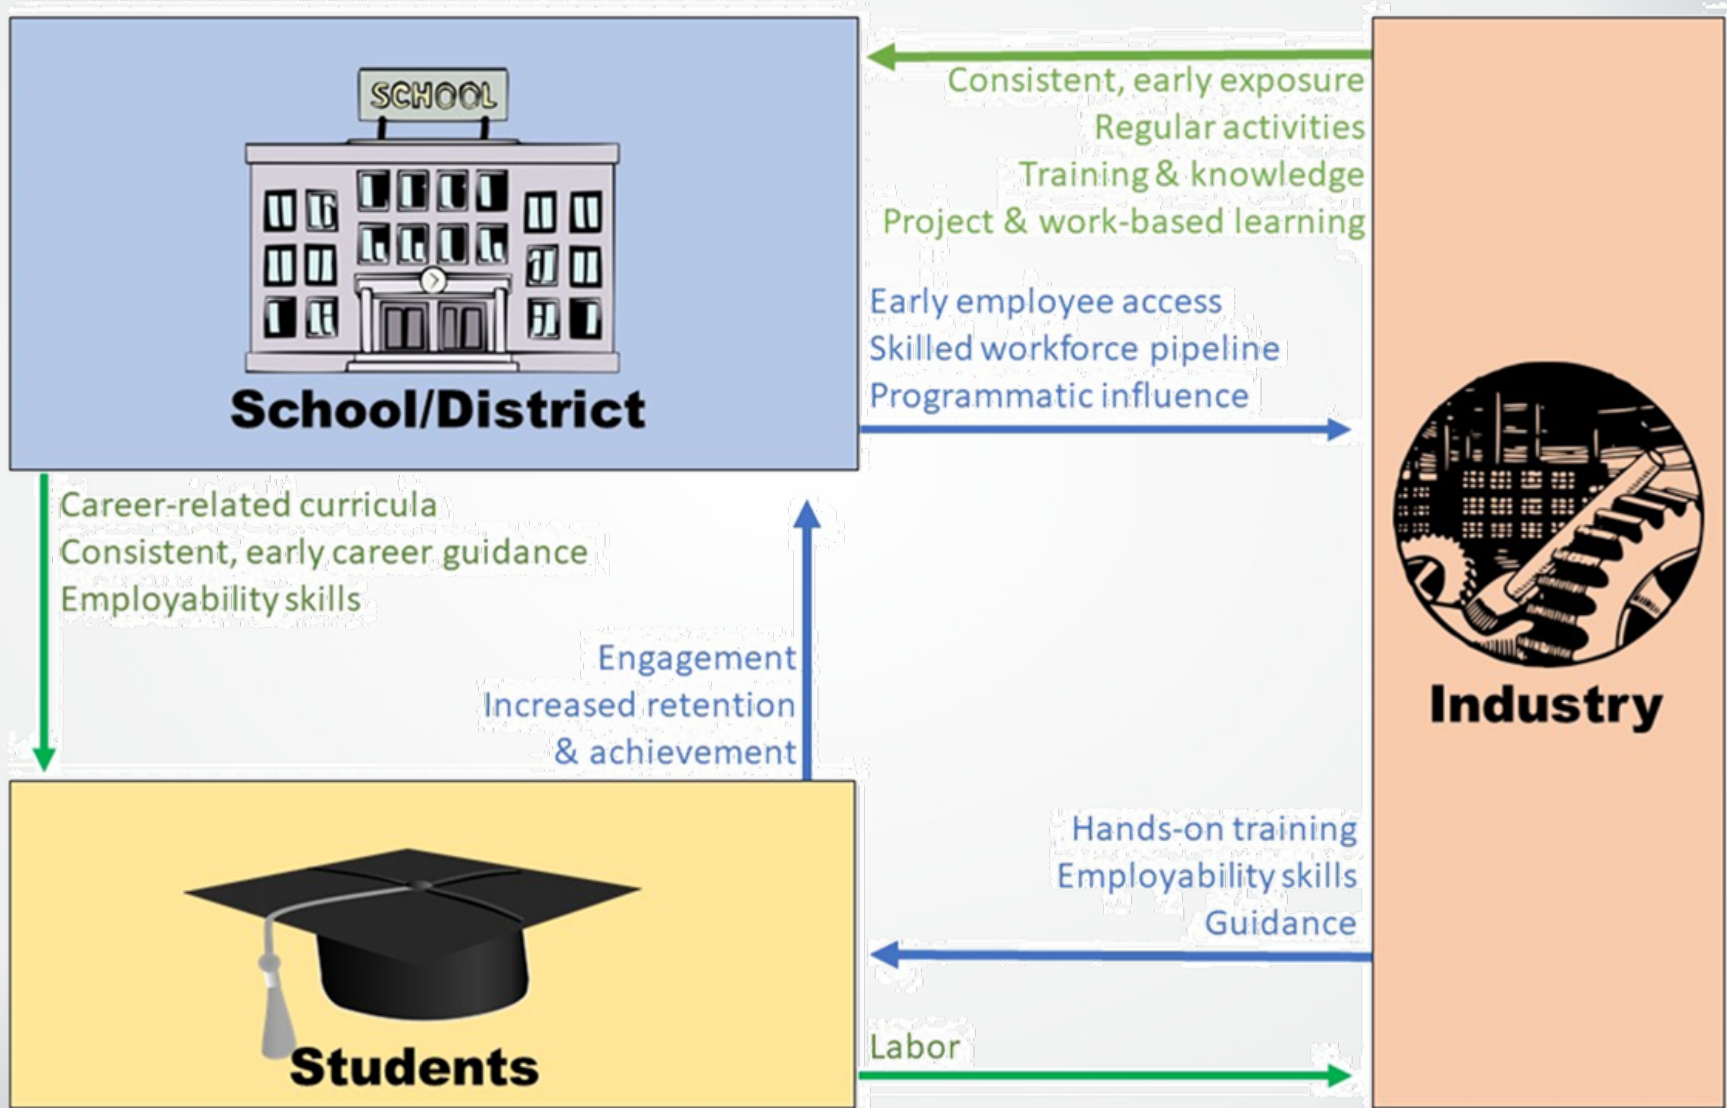 SCHOOL
School/District
Consistent, early exposure
Regular activities
Training & knowledge
Project & work-based learning
Early employee access
Skilled workforce pipeline
Programmatic influence
Career-related curricula
Consistent, early career guidance
Employability skills
Engagement
Increased retention
& achievement
Industry
Hands-on training
Employability skills
Guidance
Students
Labor